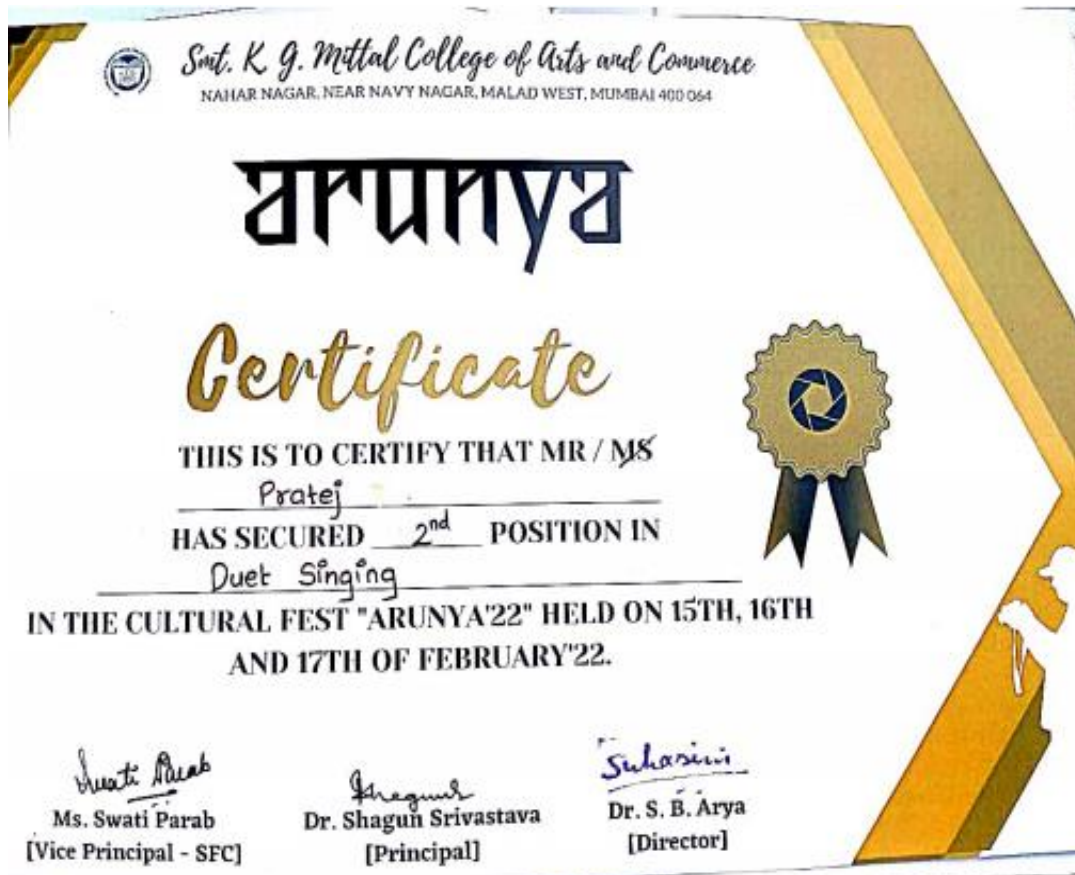 Smt. K. G. Mittal College of Arts and Commerce
NAHAR NAGAR, NEAR NAVY NAGAR, MALAD WEST, MUMBAI 400 064
arunya
Certificate
THIS IS TO CERTIFY THAT MR / MS
Pratej
HAS SECURED 2nd POSITION IN
Duet Singing
IN THE CULTURAL FEST "ARUNYA'22" HELD ON 15TH, 16TH
AND 17TH OF FEBRUARY'22.
Swati Parab
Suhasini
Ms. Swati Parab
Dr. Shagun Srivastava
Dr. S. B. Arya
[Vice Principal - SFC]
[Principal]
[Director]